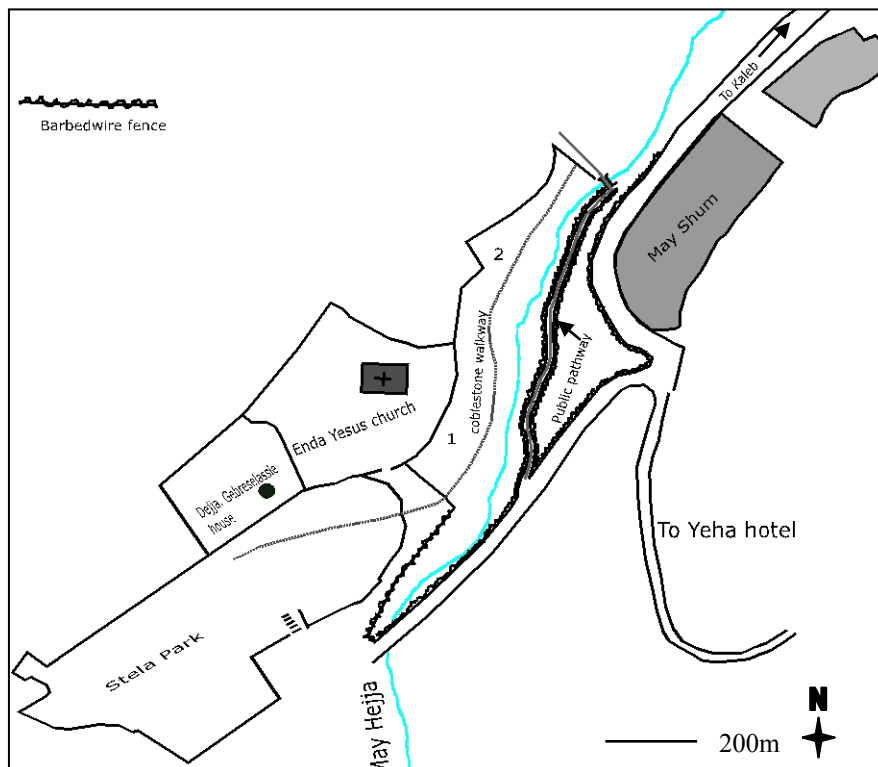 To Kaleb
Barbedwire fence
May Shum
2
coblestone walkway
Public pathway
Enda Yesus church
1
Dejja. Gebreselassie
house
To Yeha hotel
Stela Park
May Hejja
N
200m